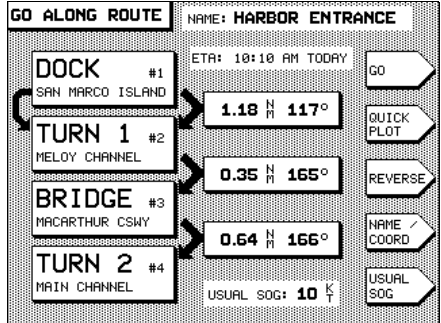 GO ALONG ROUTE
NAME: HARBOR ENTRANCE
ETA: 10:10 AM TODAY
DOCK #1
SAN MARCO ISLAND
1.18 NM 117°
TURN 1 #2
MELOY CHANNEL
0.35 NM 165°
BRIDGE #3
MACARTHUR CSWY
0.64 NM 166°
TURN 2 #4
MAIN CHANNEL
USUAL SOG: 10 KT
GO
QUICK
PLOT
REVERSE
NAME /
COORD
USUAL
SOG